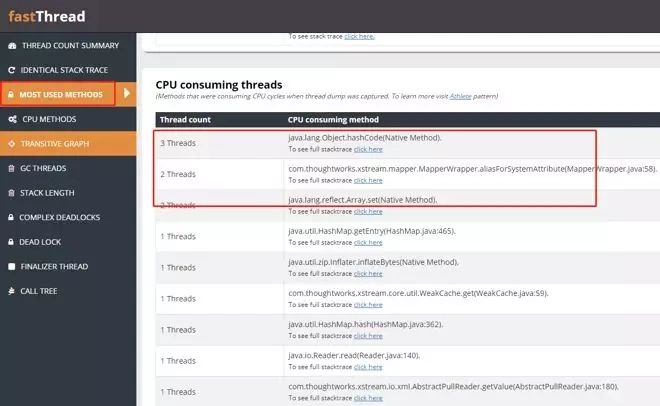 fastThread
THREAD COUNT SUMMARY
IDENTICAL STACK TRACE
MOST USED METHODS
CPU METHODS
TRANSITIVE GRAPH
GC THREADS
STACK LENGTH
COMPLEX DEADLOCKS
DEAD LOCK
FINALIZER THREAD
CALL TREE
To see stack trace click here.
CPU consuming threads
(Methods that were consuming CPU cycles when thread dump was captured. To learn more visit Athlete pattern)
Thread count CPU consuming method
3 Threads java.lang.Object.hashCode(Native Method).
To see full stacktrace click here
2 Threads com.thoughtworks.xstream.mapper.MapperWrapper.aliasForSystemAttribute(MapperWrapper.java:58).
To see full stacktrace click here
2 Threads java.lang.reflect.Array.set(Native Method).
To see full stacktrace click here
1 Threads java.util.HashMap.getEntry(HashMap.java:465).
To see full stacktrace click here
1 Threads java.util.zip.Inflater.inflateBytes(Native Method).
To see full stacktrace click here
1 Threads com.thoughtworks.xstream.core.util.WeakCache.get(WeakCache.java:59).
To see full stacktrace click here
1 Threads java.util.HashMap.hash(HashMap.java:362).
To see full stacktrace click here
1 Threads java.io.Reader.read(Reader.java:140).
To see full stacktrace click here
1 Threads com.thoughtworks.xstream.io.xml.AbstractPullReader.getValue(AbstractPullReader.java:180).
To see full stacktrace click here